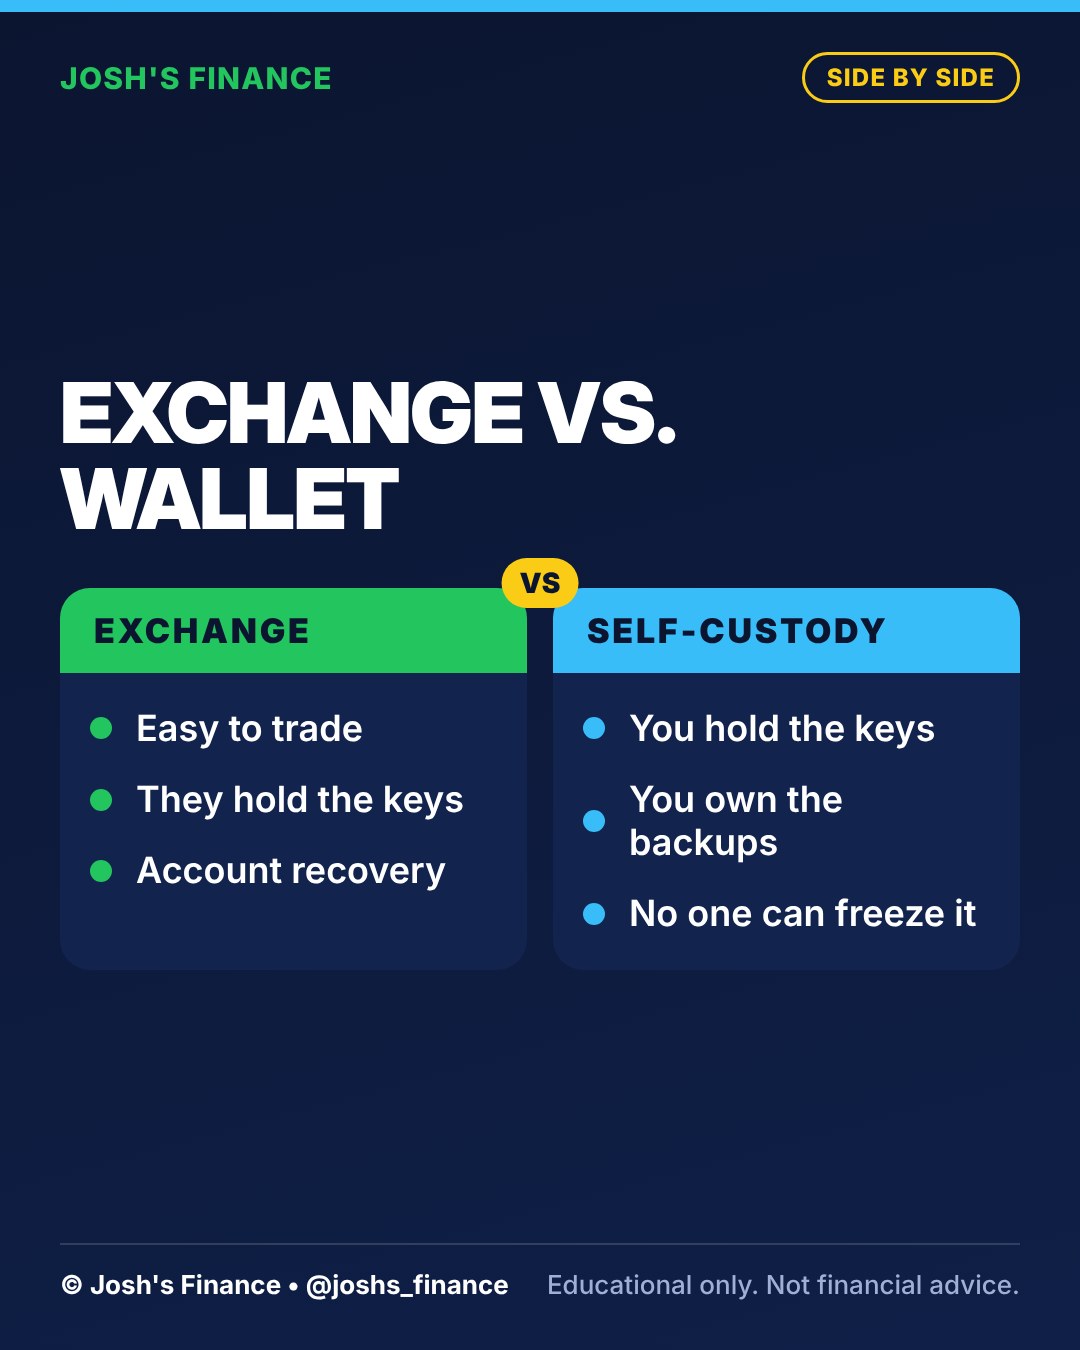 JOSH'S FINANCE
SIDE BY SIDE
EXCHANGE VS.
WALLET
VS
EXCHANGE
Easy to trade
They hold the keys
Account recovery
SELF-CUSTODY
You hold the keys
You own the
backups
No one can freeze it
© Josh's Finance • @joshs_finance
Educational only. Not financial advice.